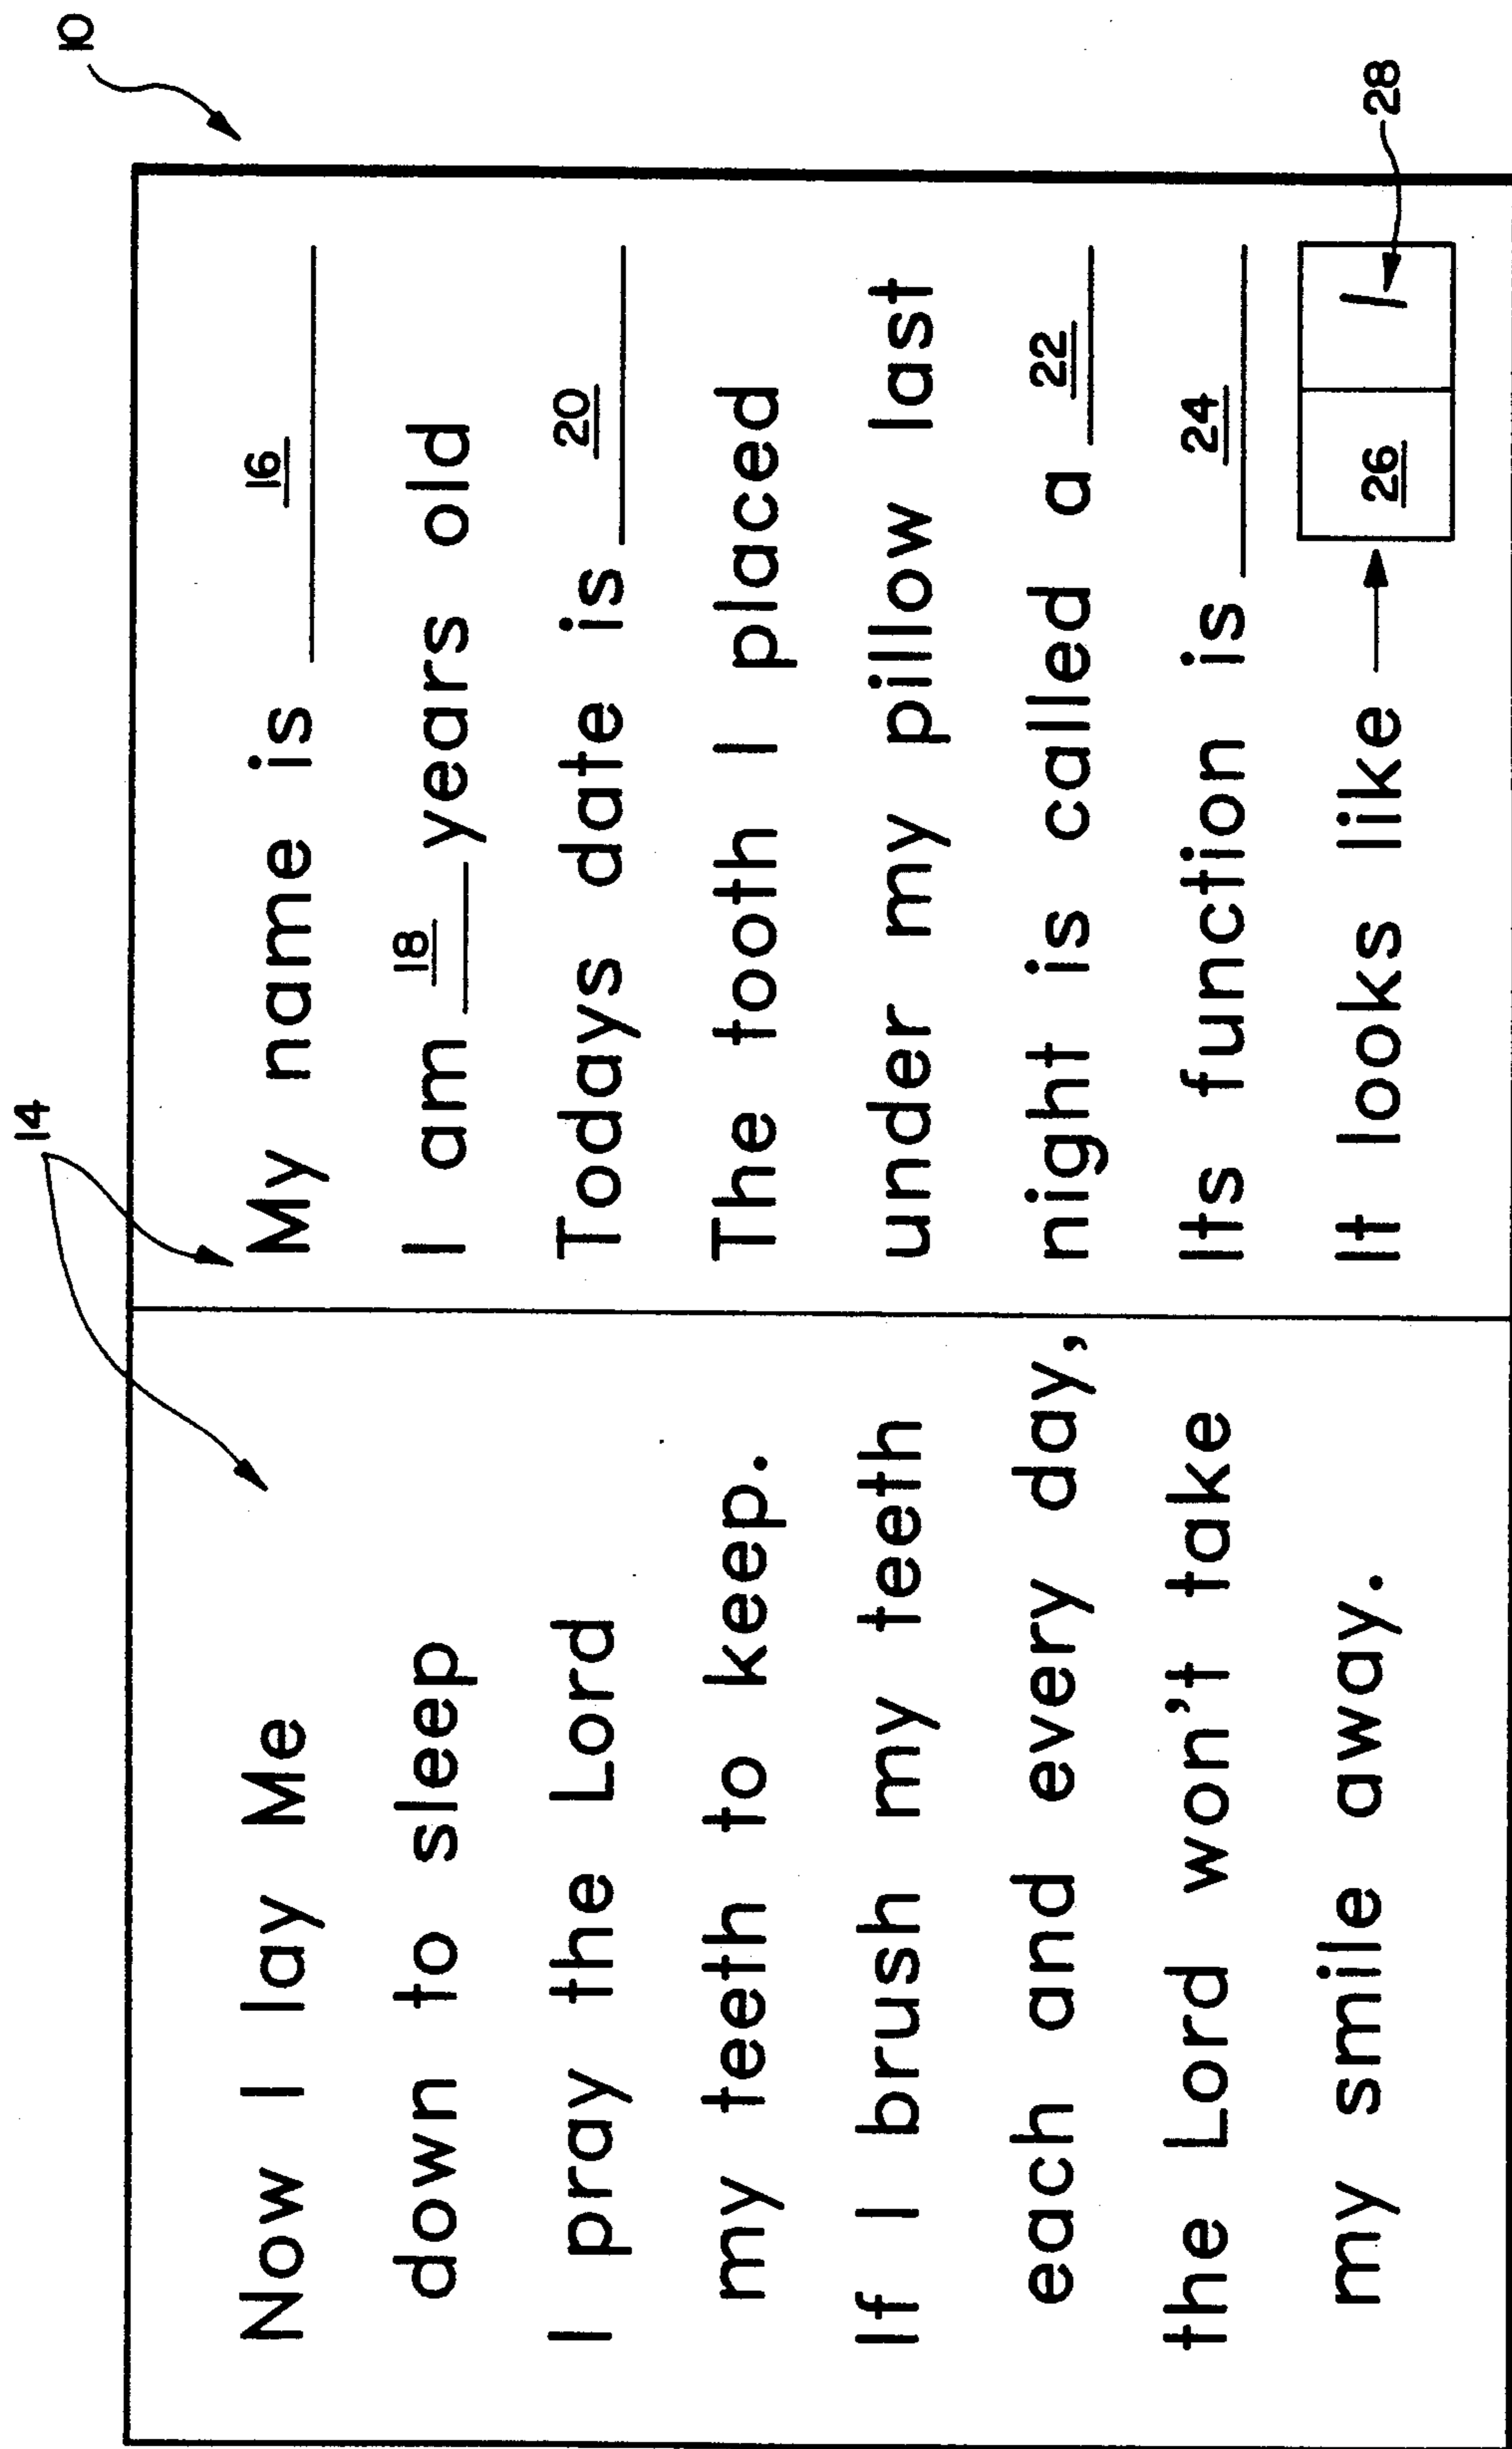 10
14
Now I lay Me
down to sleep
I pray the Lord
my teeth to keep.
If I brush my teeth
each and every day,
the Lord won't take
my smile away.
My name is 16
I am 18 years old
Todays date is 20
The tooth I placed
under my pillow last
night is called a 22
Its function is 24
It looks like 26 1
28